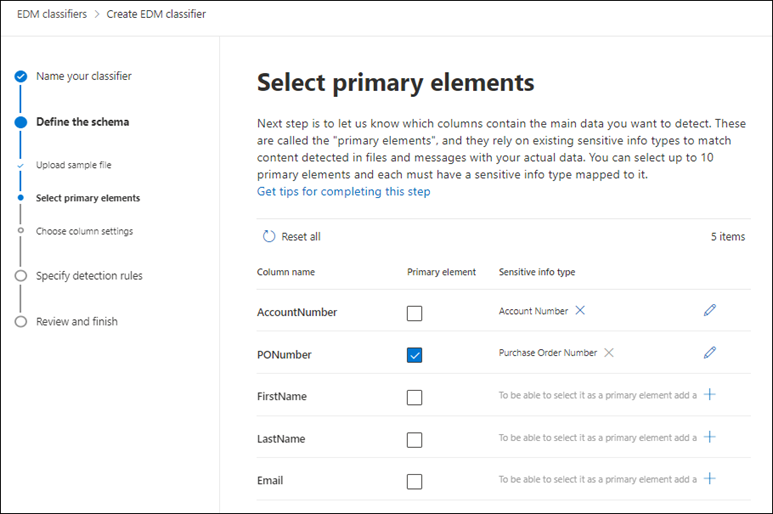 EDM classifiers > Create EDM classifier
Name your classifier
Define the schema
Upload sample file
Select primary elements
Choose column settings
Specify detection rules
Review and finish
Select primary elements
Next step is to let us know which columns contain the main data you want to detect. These
are called the "primary elements", and they rely on existing sensitive info types to match
content detected in files and messages with your actual data. You can select up to 10
primary elements and each must have a sensitive info type mapped to it.
Get tips for completing this step
Reset all 5 items
Column name Primary element Sensitive info type
AccountNumber Account Number
PONumber Purchase Order Number
FirstName To be able to select it as a primary element add a
LastName To be able to select it as a primary element add a
Email To be able to select it as a primary element add a